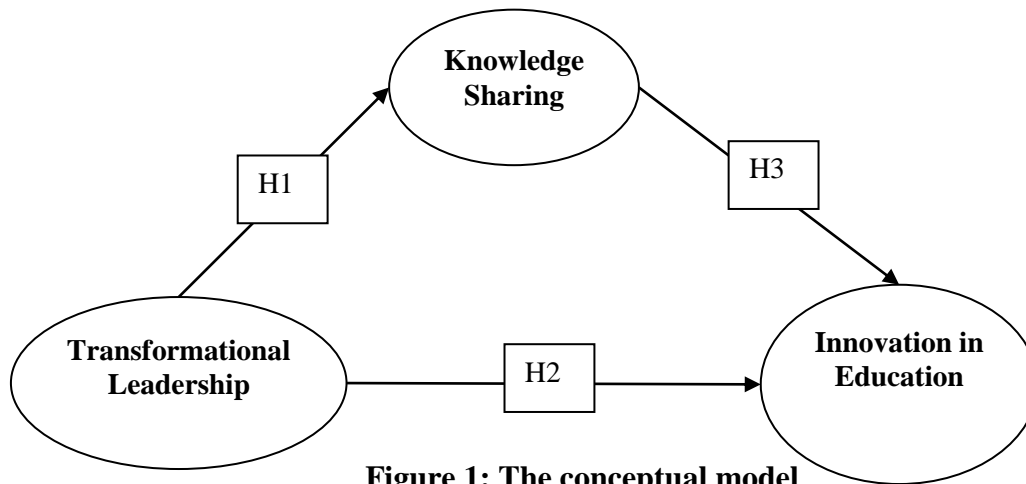 Knowledge
Sharing
H1
H3
Transformational
Leadership
H2
Innovation in
Education
Figure 1: The conceptual model